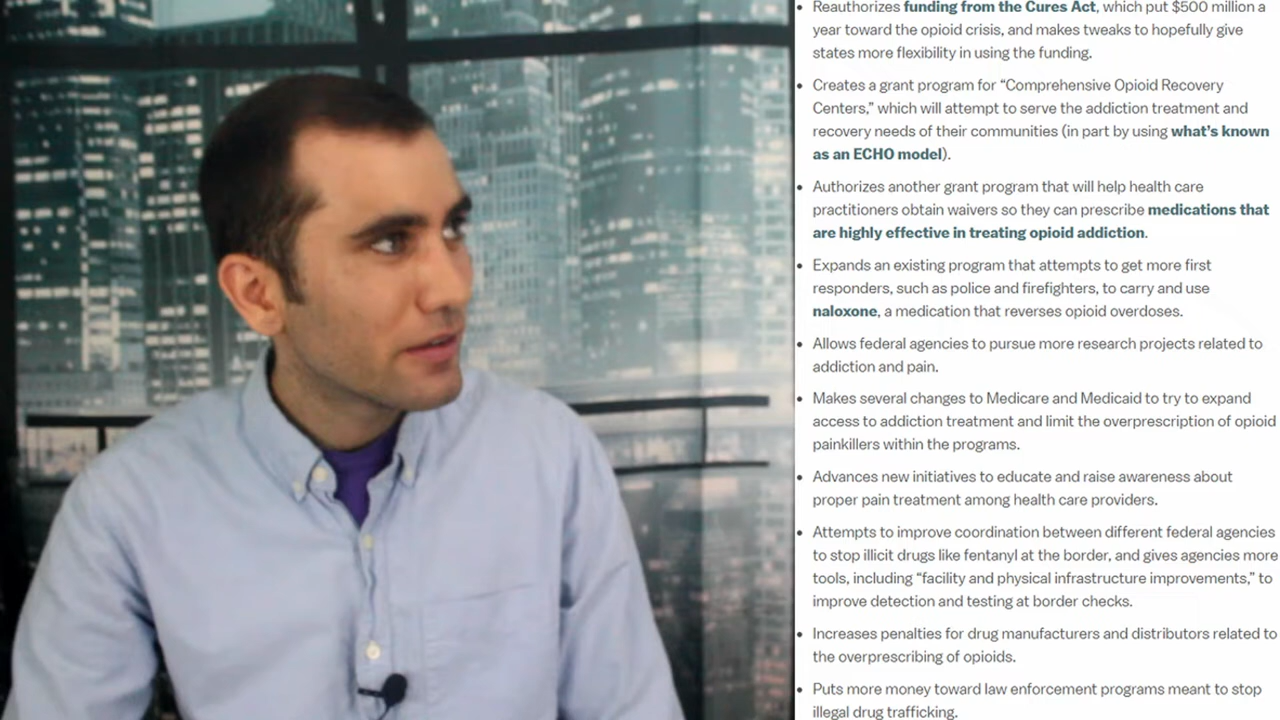 Reauthorizes funding from the Cures Act, which put $500 million a
year toward the opioid crisis, and makes tweaks to hopefully give
states more flexibility in using the funding.
Creates a grant program for “Comprehensive Opioid Recovery
Centers,” which will attempt to serve the addiction treatment and
recovery needs of their communities (in part by using what’s known
as an ECHO model).
Authorizes another grant program that will help health care
practitioners obtain waivers so they can prescribe medications that
are highly effective in treating opioid addiction.
Expands an existing program that attempts to get more first
responders, such as police and firefighters, to carry and use
naloxone, a medication that reverses opioid overdoses.
Allows federal agencies to pursue more research projects related to
addiction and pain.
Makes several changes to Medicare and Medicaid to try to expand
access to addiction treatment and limit the overprescription of opioid
painkillers within the programs.
Advances new initiatives to educate and raise awareness about
proper pain treatment among health care providers.
Attempts to improve coordination between different federal agencies
to stop illicit drugs like fentanyl at the border, and gives agencies more
tools, including “facility and physical infrastructure improvements,” to
improve detection and testing at border checks.
Increases penalties for drug manufacturers and distributors related to
the overprescribing of opioids.
Puts more money toward law enforcement programs meant to stop
illegal drug trafficking.